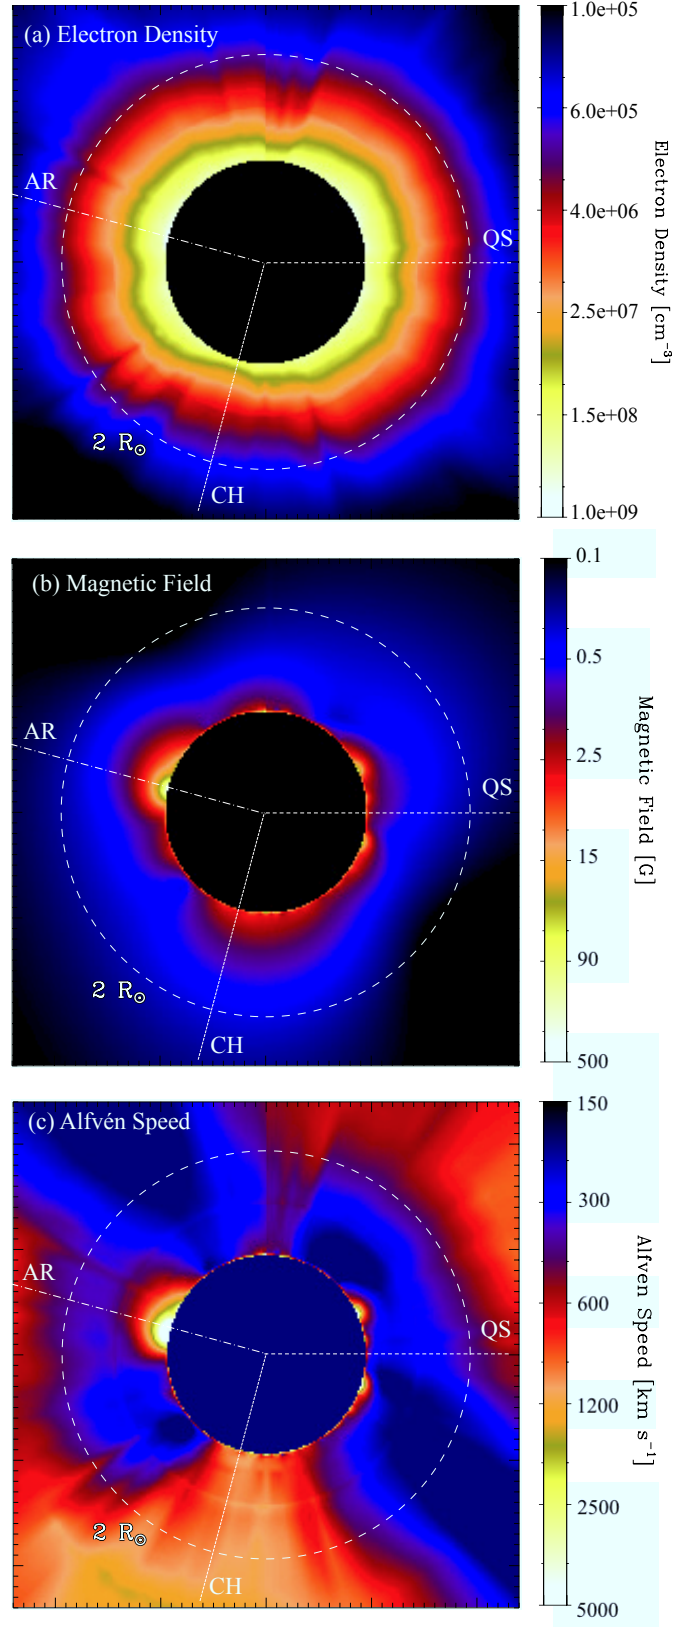 (a) Electron Density
AR
QS
2 R⊙
CH
1.0e+05
6.0e+05
4.0e+06
2.5e+07
1.5e+08
1.0e+09
Electron Density [cm⁻³]
(b) Magnetic Field
AR
QS
2 R⊙
CH
0.1
0.5
2.5
15
90
500
Magnetic Field [G]
(c) Alfvén Speed
AR
QS
2 R⊙
CH
150
300
600
1200
2500
5000
Alfven Speed [km s⁻¹]